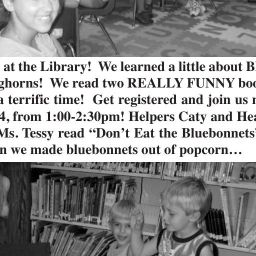 at the Library! We learned a little about B
ghorns! We read two REALLY FUNNY boo
a terrific time! Get registered and join us
4, from 1:00-2:30pm! Helpers Caty and Hea
Ms. Tessy read “Don’t Eat the Bluebonnets
n we made bluebonnets out of popcorn…